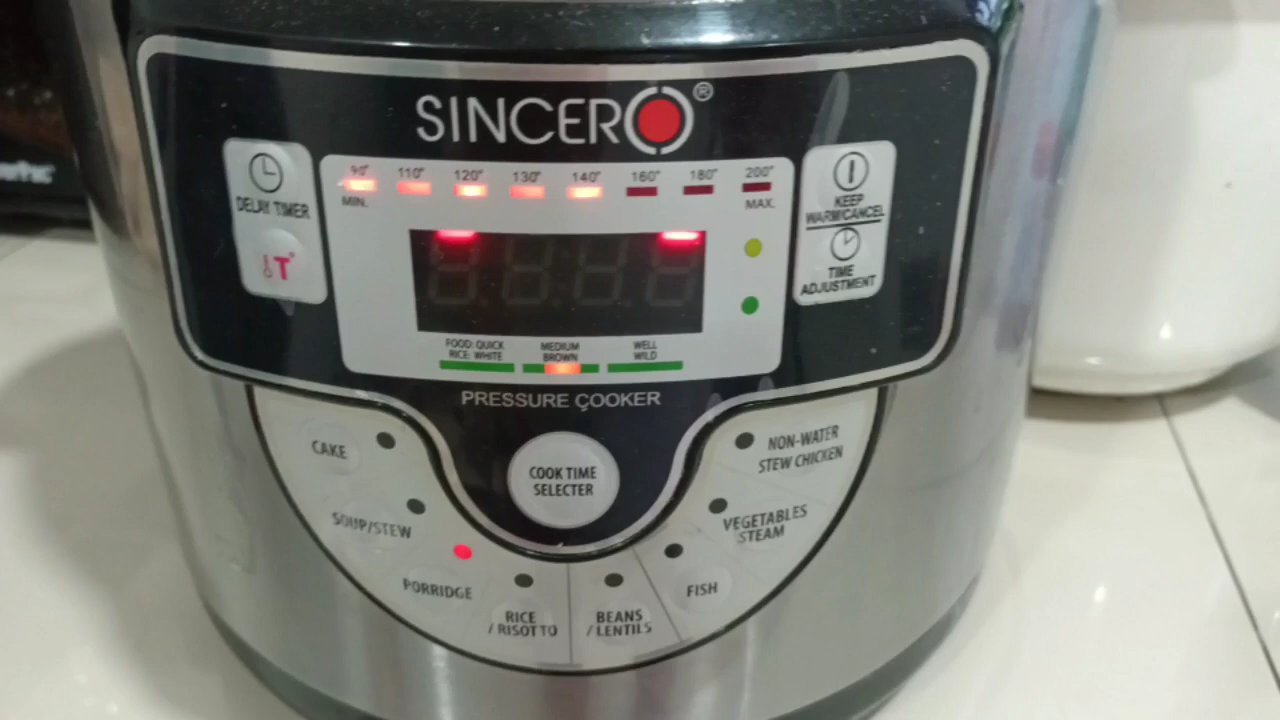 SINCERO®
90° 110° 120° 130° 140° 160° 180° 200°
MIN. MAX.
DELAY TIMER
T°
KEEP
WARM/CANCEL
TIME
ADJUSTMENT
FOOD: QUICK MEDIUM WELL
RICE: WHITE BROWN WILD
PRESSURE COOKER
COOK TIME
SELECTER
CAKE
SOUP/STEW
PORRIDGE
RICE
/ RISOTTO
BEANS
/ LENTILS
FISH
VEGETABLES
STEAM
NON-WATER
STEW CHICKEN